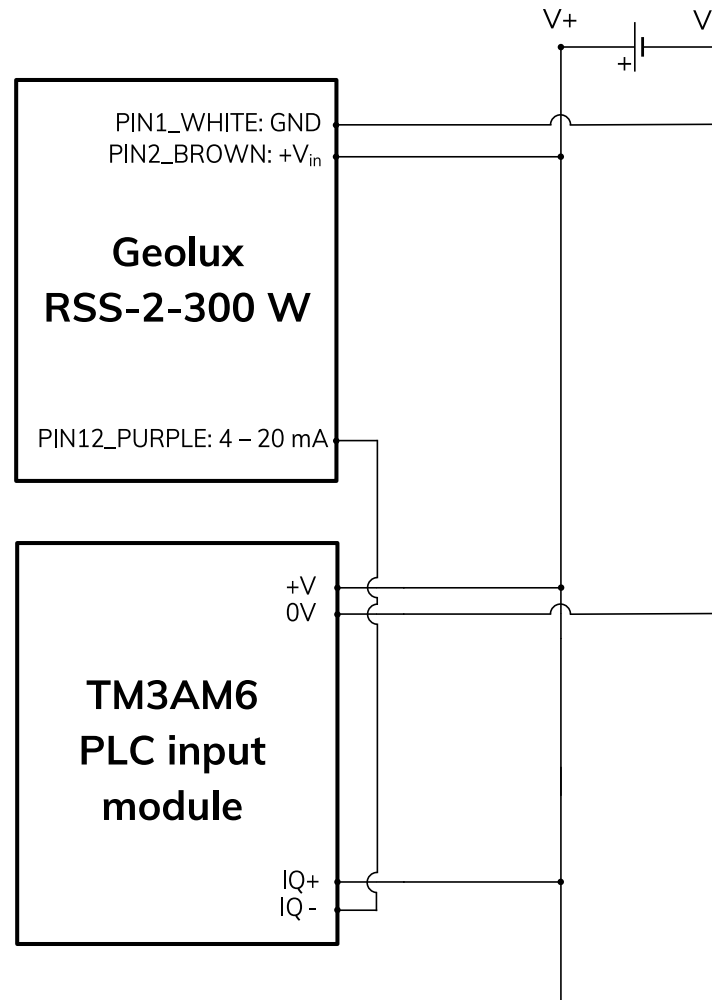 V+
V
+
PIN1_WHITE: GND
PIN2_BROWN: +Vin
Geolux
RSS-2-300 W
PIN12_PURPLE: 4 – 20 mA
+V
0V
TM3AM6
PLC input
module
IQ+
IQ -